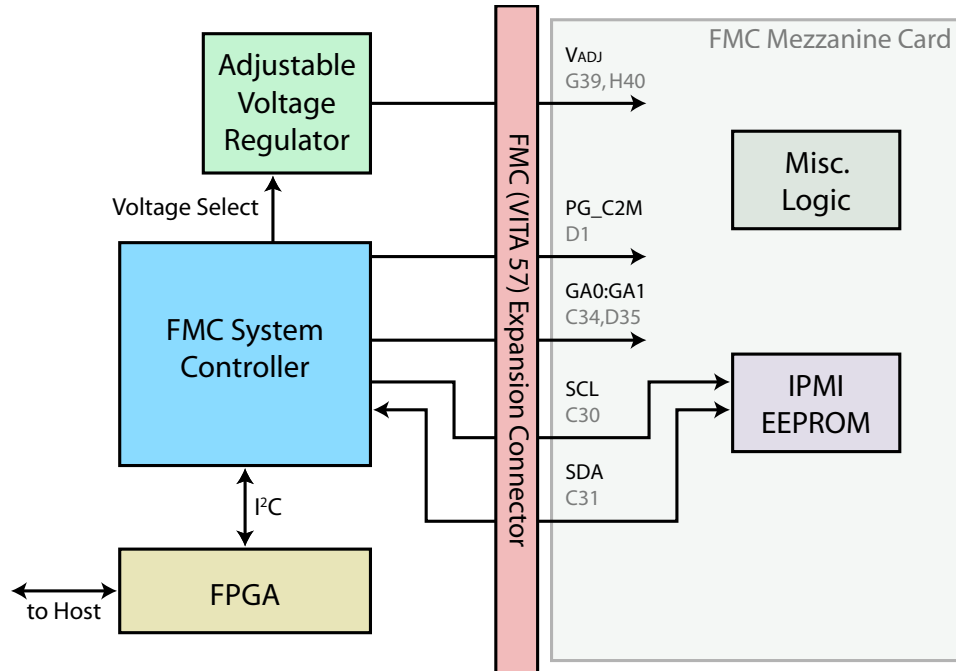 FMC Mezzanine Card
Adjustable
Voltage
Regulator
VADJ
G39, H40
Misc.
Logic
Voltage Select
PG_C2M
D1
FMC System
Controller
GA0:GA1
C34,D35
FMC (VITA 57) Expansion Connector
SCL
C30
IPMI
EEPROM
SDA
C31
I²C
FPGA
to Host